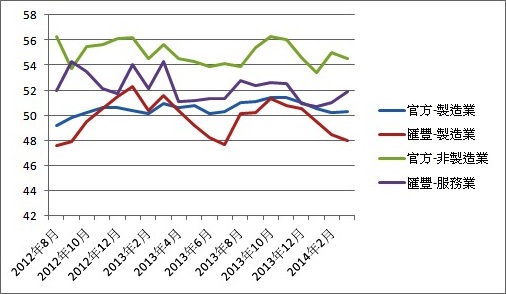 58
56
54
52
50
48
46
44
42
2012年8月
2012年10月
2012年12月
2013年2月
2013年4月
2013年6月
2013年8月
2013年10月
2013年12月
2014年2月
官方-製造業
匯豐-製造業
官方-非製造業
匯豐-服務業